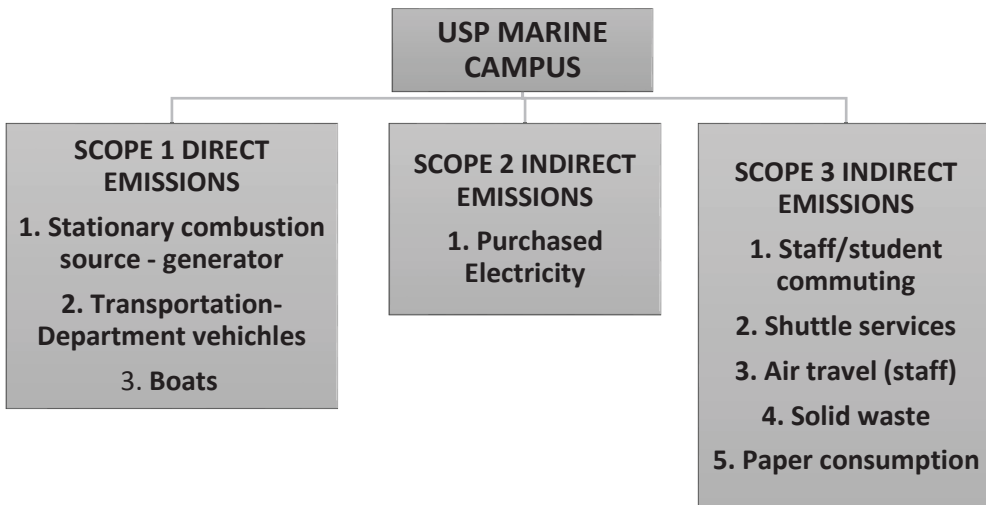 USP MARINE
CAMPUS
SCOPE 1 DIRECT
EMISSIONS
1. Stationary combustion
source - generator
2. Transportation-
Department vehichles
3. Boats
SCOPE 2 INDIRECT
EMISSIONS
1. Purchased
Electricity
SCOPE 3 INDIRECT
EMISSIONS
1. Staff/student
commuting
2. Shuttle services
3. Air travel (staff)
4. Solid waste
5. Paper consumption